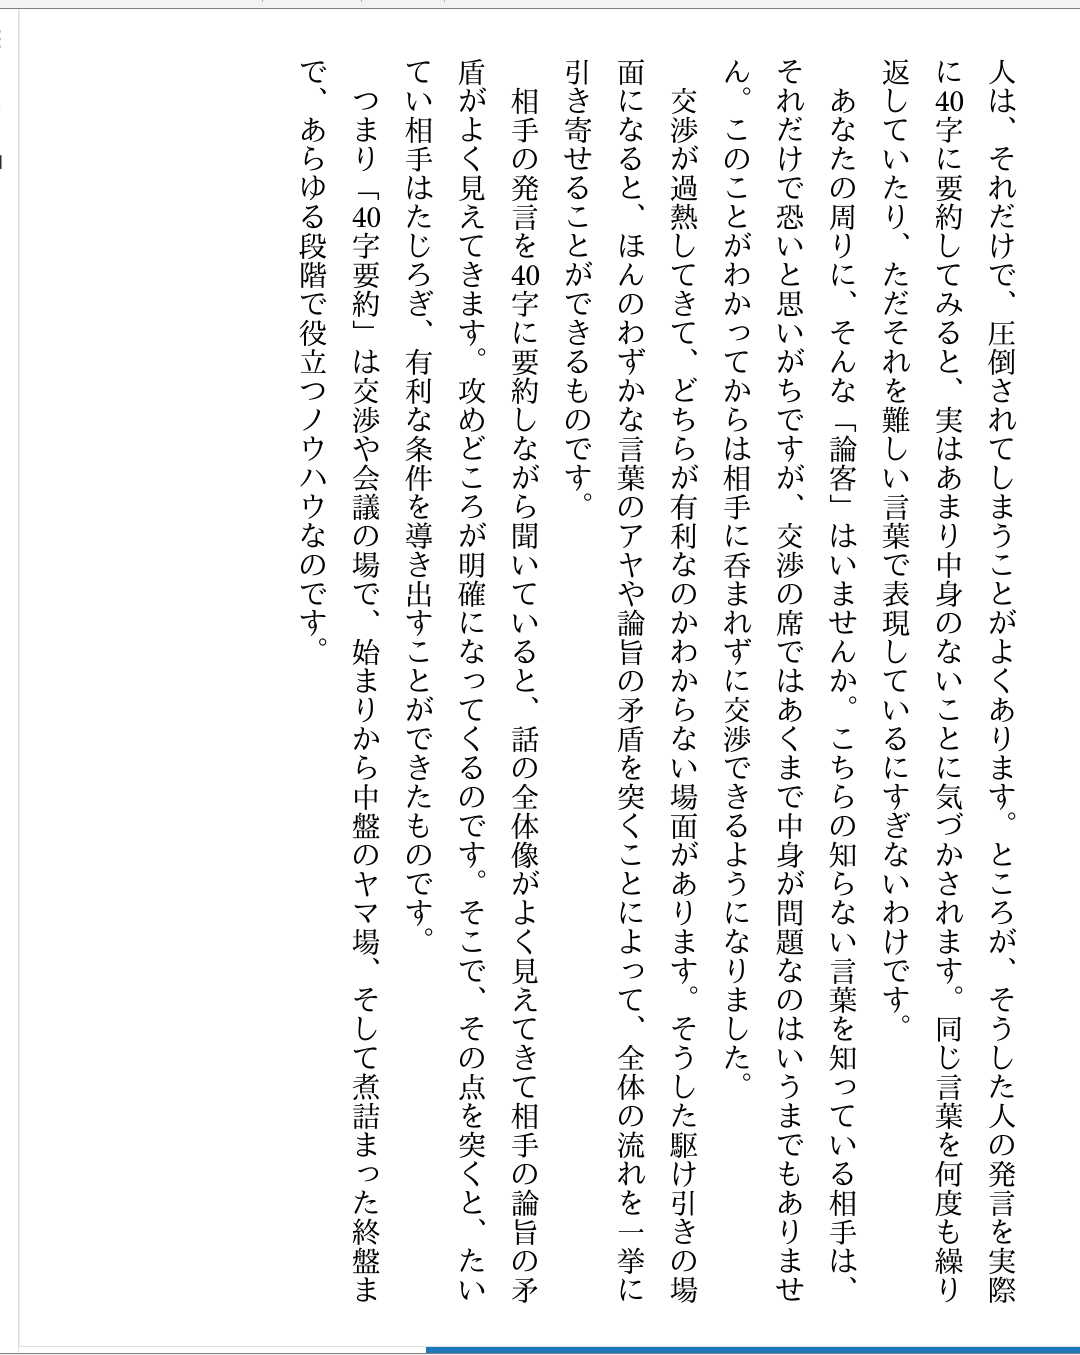 人は、それだけで、圧倒されてしまうことがよくあります。ところが、そうした人の発言を実際
に40字に要約してみると、実はあまり中身のないことに気づかされます。同じ言葉を何度も繰り
返していたり、ただそれを難しい言葉で表現しているにすぎないわけです。
あなたの周りに、そんな「論客」はいませんか。こちらの知らない言葉を知っている相手は、
それだけで恐いと思いがちですが、交渉の席ではあくまで中身が問題なのはいうまでもありませ
ん。このことがわかってからは相手に呑まれずに交渉できるようになりました。
交渉が過熱してきて、どちらが有利なのかわからない場面があります。そうした駆け引きの場
面になると、ほんのわずかな言葉のアヤや論旨の矛盾を突くことによって、全体の流れを一挙に
引き寄せることができるものです。
相手の発言を40字に要約しながら聞いていると、話の全体像がよく見えてきて相手の論旨の矛
盾がよく見えてきます。攻めどころが明確になってくるのです。そこで、その点を突くと、たい
てい相手はたじろぎ、有利な条件を導き出すことができたものです。
つまり「40字要約」は交渉や会議の場で、始まりから中盤のヤマ場、そして煮詰まった終盤ま
で、あらゆる段階で役立つノウハウなのです。